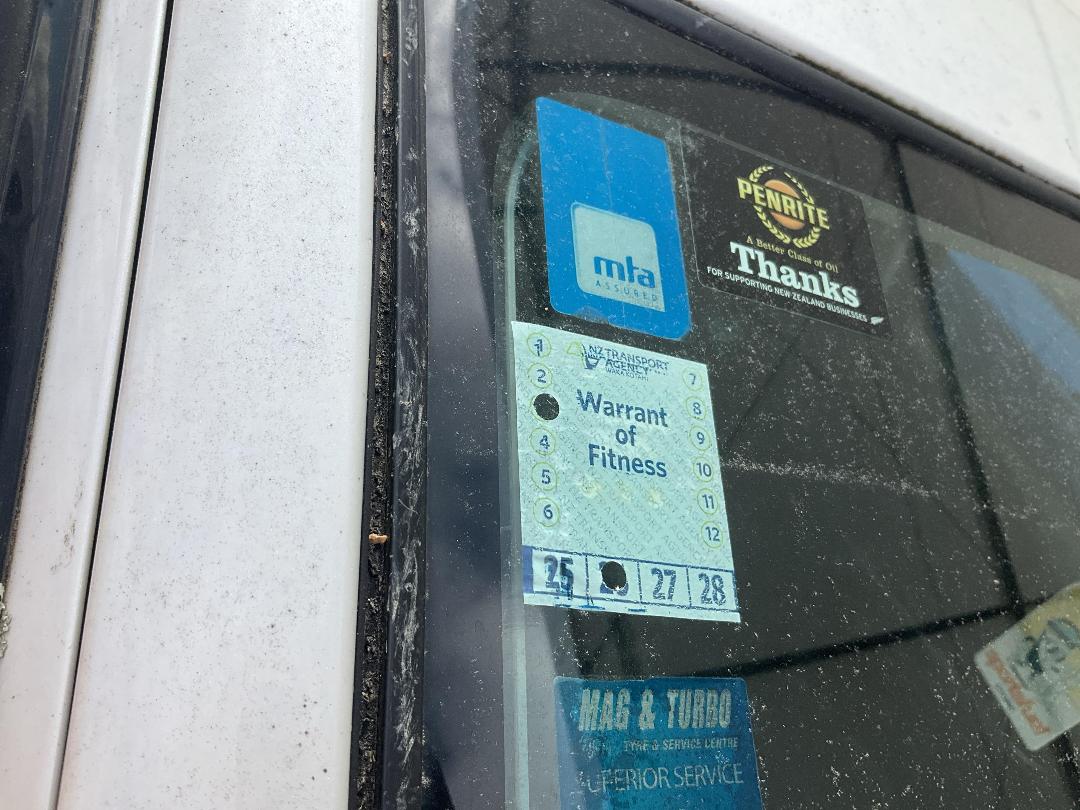 mta
ASSURED
PENRITE
A Better Class of Oil
Thanks
FOR SUPPORTING NEW ZEALAND BUSINESSES
NZ TRANSPORT
AGENCY
WAKA KOTAHI
Warrant
of
Fitness
1
2
4
5
6
7
8
9
10
11
12
25 27 28
MAG & TURBO
TYRE & SERVICE CENTRE
SUPERIOR SERVICE